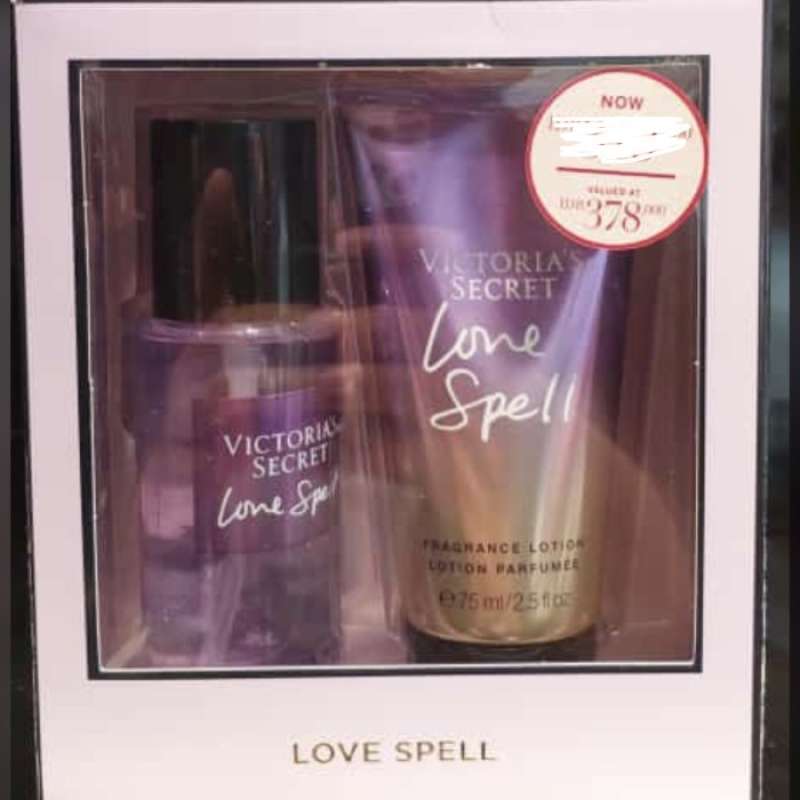 NOW
VALUED AT
IDR 378.000
VICTORIA'S
SECRET
Love
Spell
FRAGRANCE LOTION
LOTION PARFUMÉE
℮ 75 ml/2.5 fl oz
VICTORIA'S
SECRET
Love Spell
LOVE SPELL